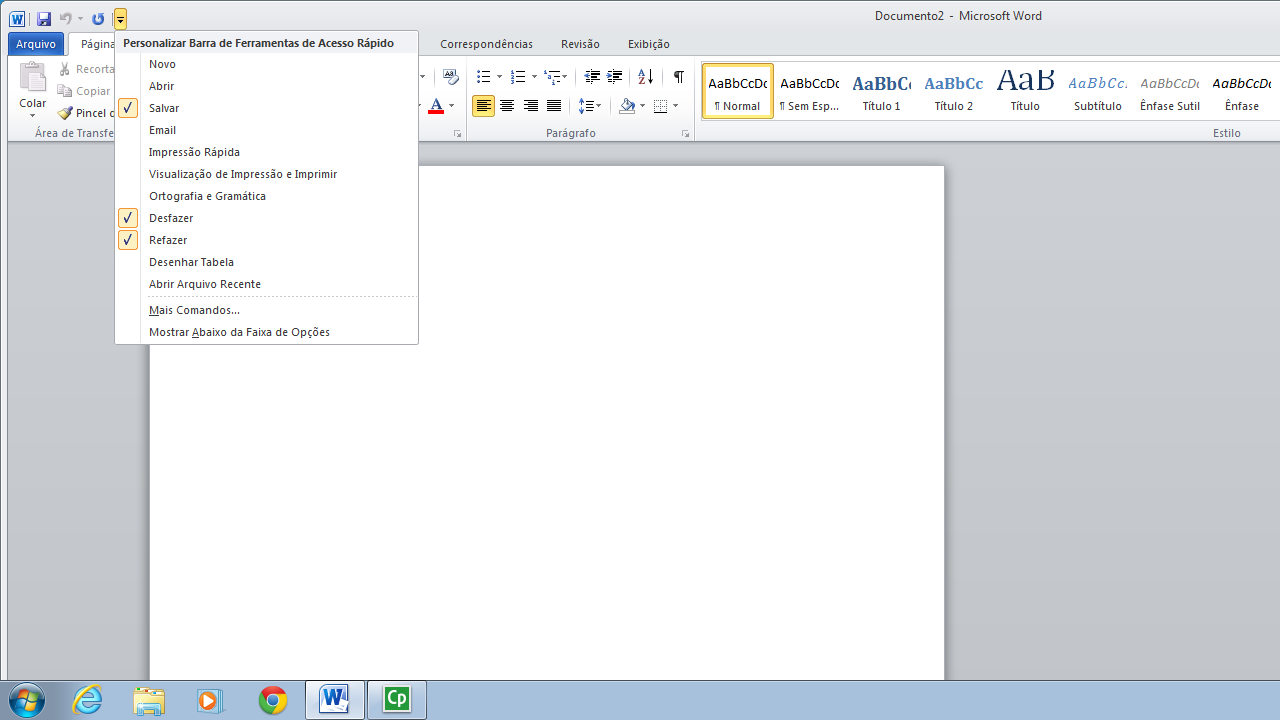 Documento2 - Microsoft Word
Arquivo Página Correspondências Revisão Exibição
Personalizar Barra de Ferramentas de Acesso Rápido
Novo
Abrir
Salvar
Email
Impressão Rápida
Visualização de Impressão e Imprimir
Ortografia e Gramática
Desfazer
Refazer
Desenhar Tabela
Abrir Arquivo Recente
Mais Comandos...
Mostrar Abaixo da Faixa de Opções
Recorta
Copiar
Pincel d
Colar
Área de Transfe
Parágrafo
AaBbCcDc AaBbCcDc AaBbCc AaBbCc AaB AaBbCc. AaBbCcDc AaBbCcDc
¶ Normal ¶ Sem Esp... Título 1 Título 2 Título Subtítulo Ênfase Sutil Ênfase
Estilo
Cp